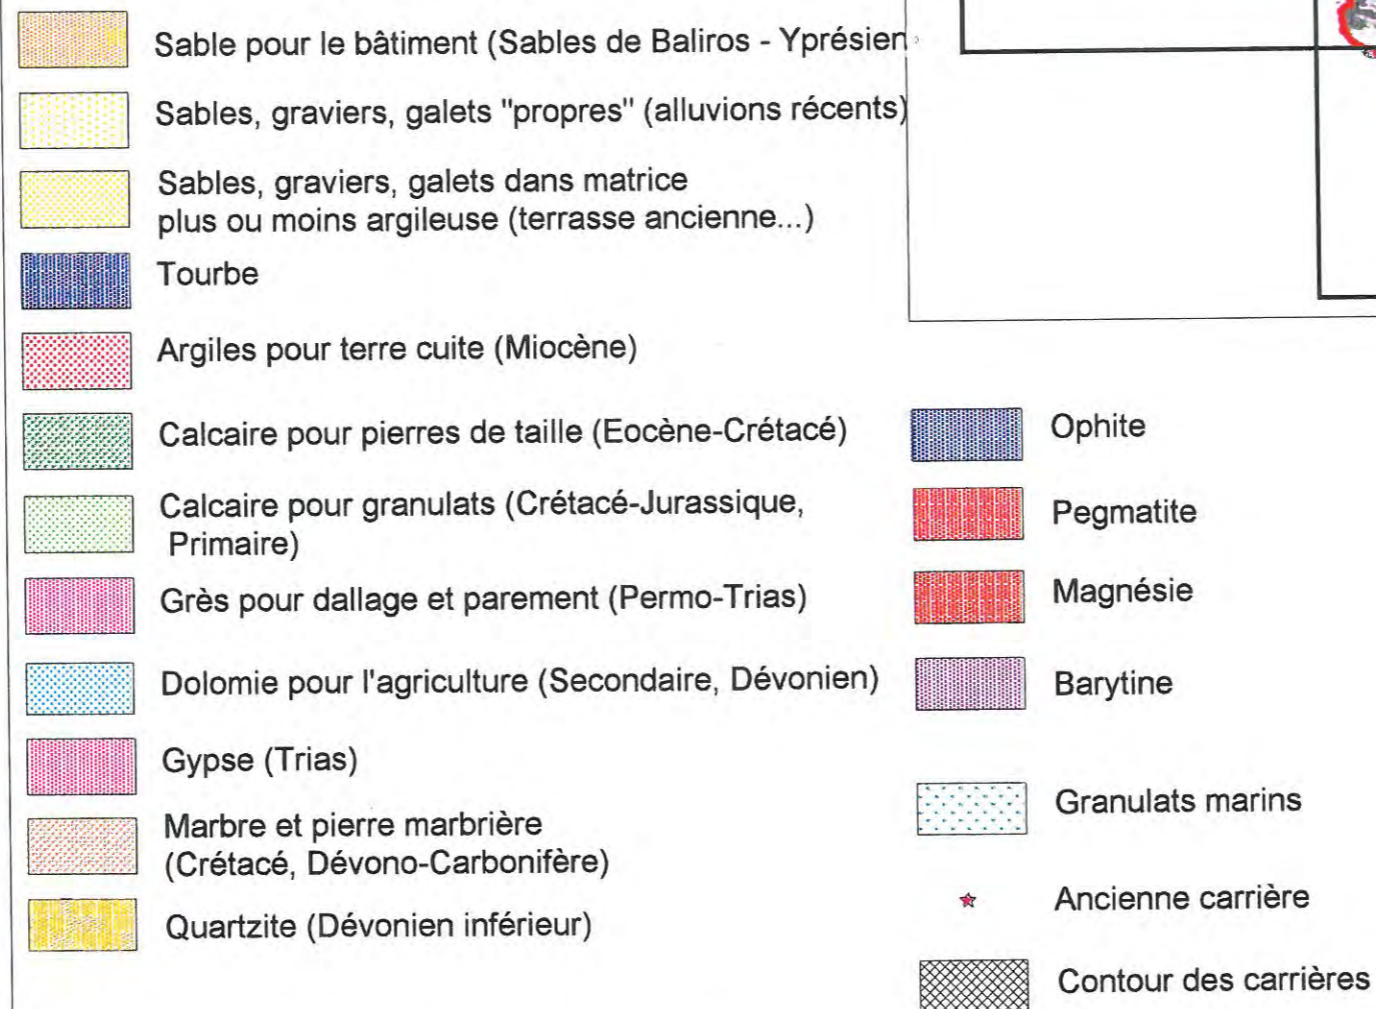 Sable pour le bâtiment (Sables de Baliros - Yprésien
Sables, graviers, galets "propres" (alluvions récents)
Sables, graviers, galets dans matrice
plus ou moins argileuse (terrasse ancienne...)
Tourbe
Argiles pour terre cuite (Miocène)
Calcaire pour pierres de taille (Eocène-Crétacé)
Calcaire pour granulats (Crétacé-Jurassique,
Primaire)
Grès pour dallage et parement (Permo-Trias)
Dolomie pour l'agriculture (Secondaire, Dévonien)
Gypse (Trias)
Marbre et pierre marbrière
(Crétacé, Dévono-Carbonifère)
Quartzite (Dévonien inférieur)
Ophite
Pegmatite
Magnésie
Barytine
Granulats marins
Ancienne carrière
Contour des carrières